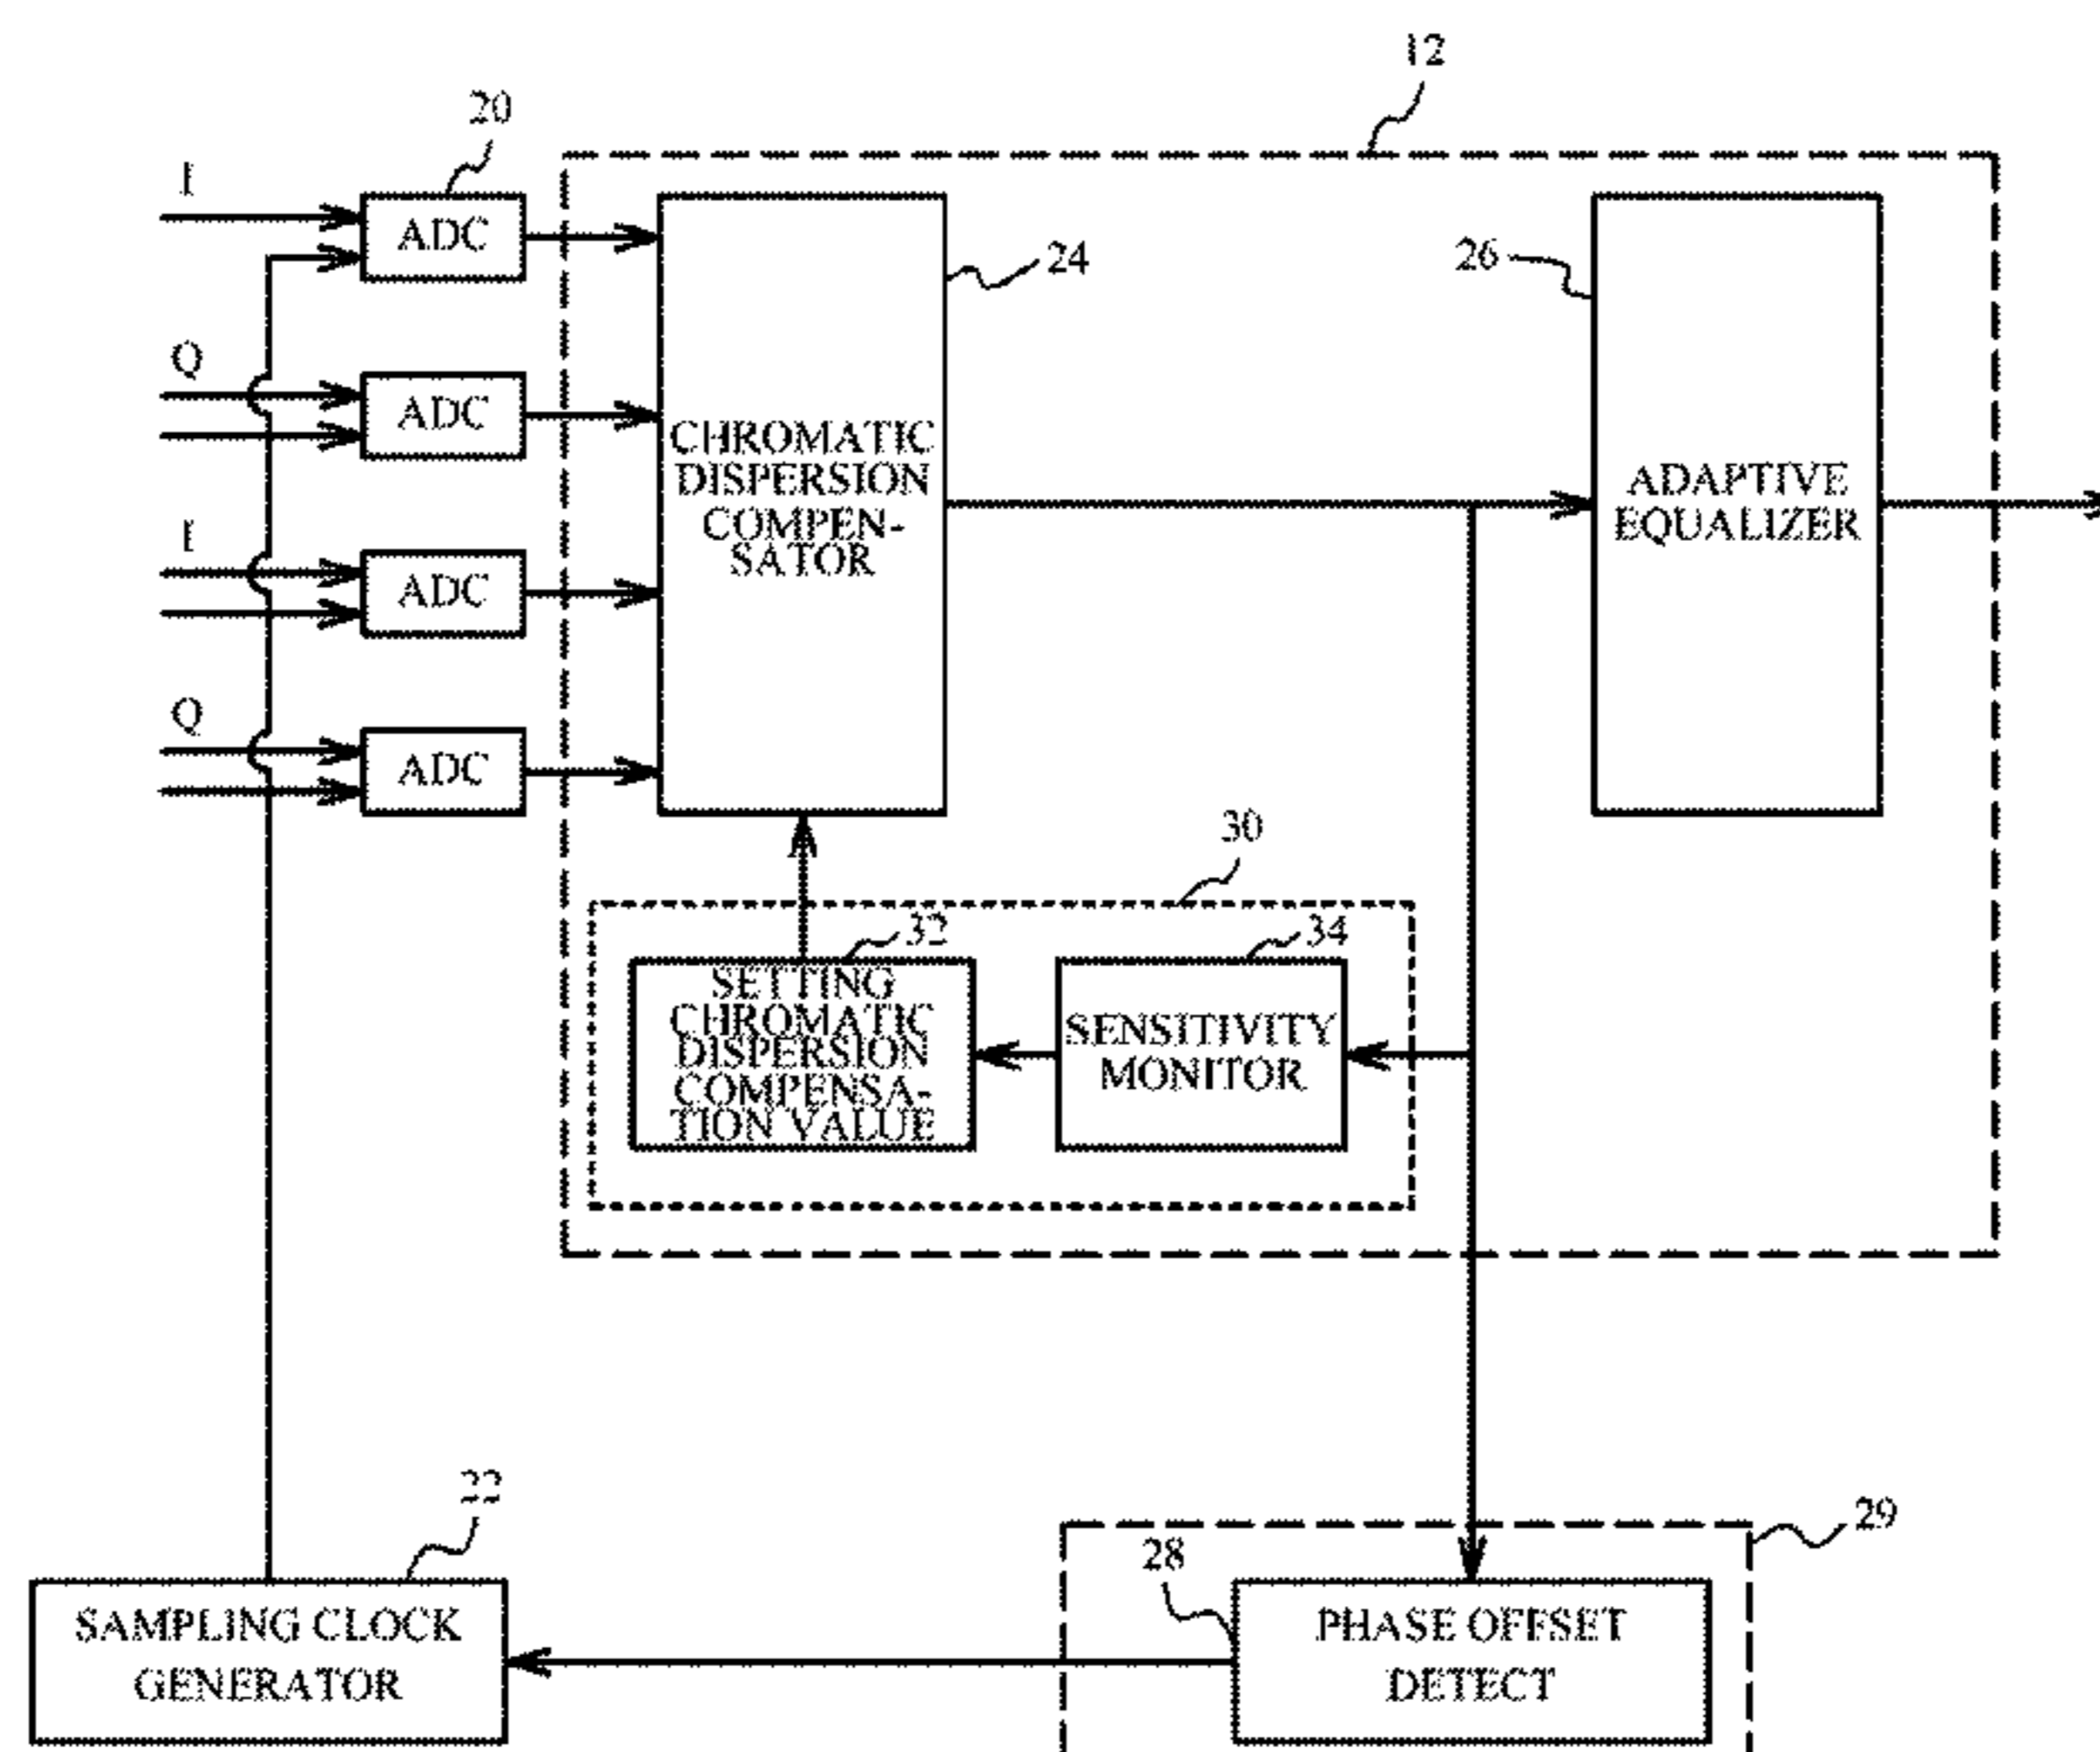 12
20
I
ADC
24
26
Q
ADC
CHROMATIC
DISPERSION
COMPEN-
SATOR
ADAPTIVE
EQUALIZER
I
ADC
Q
ADC
30
32
34
SETTING
CHROMATIC
DISPERSION
COMPENSA-
TION VALUE
SENSITIVITY
MONITOR
22
29
28
SAMPLING CLOCK
GENERATOR
PHASE OFFSET
DETECT